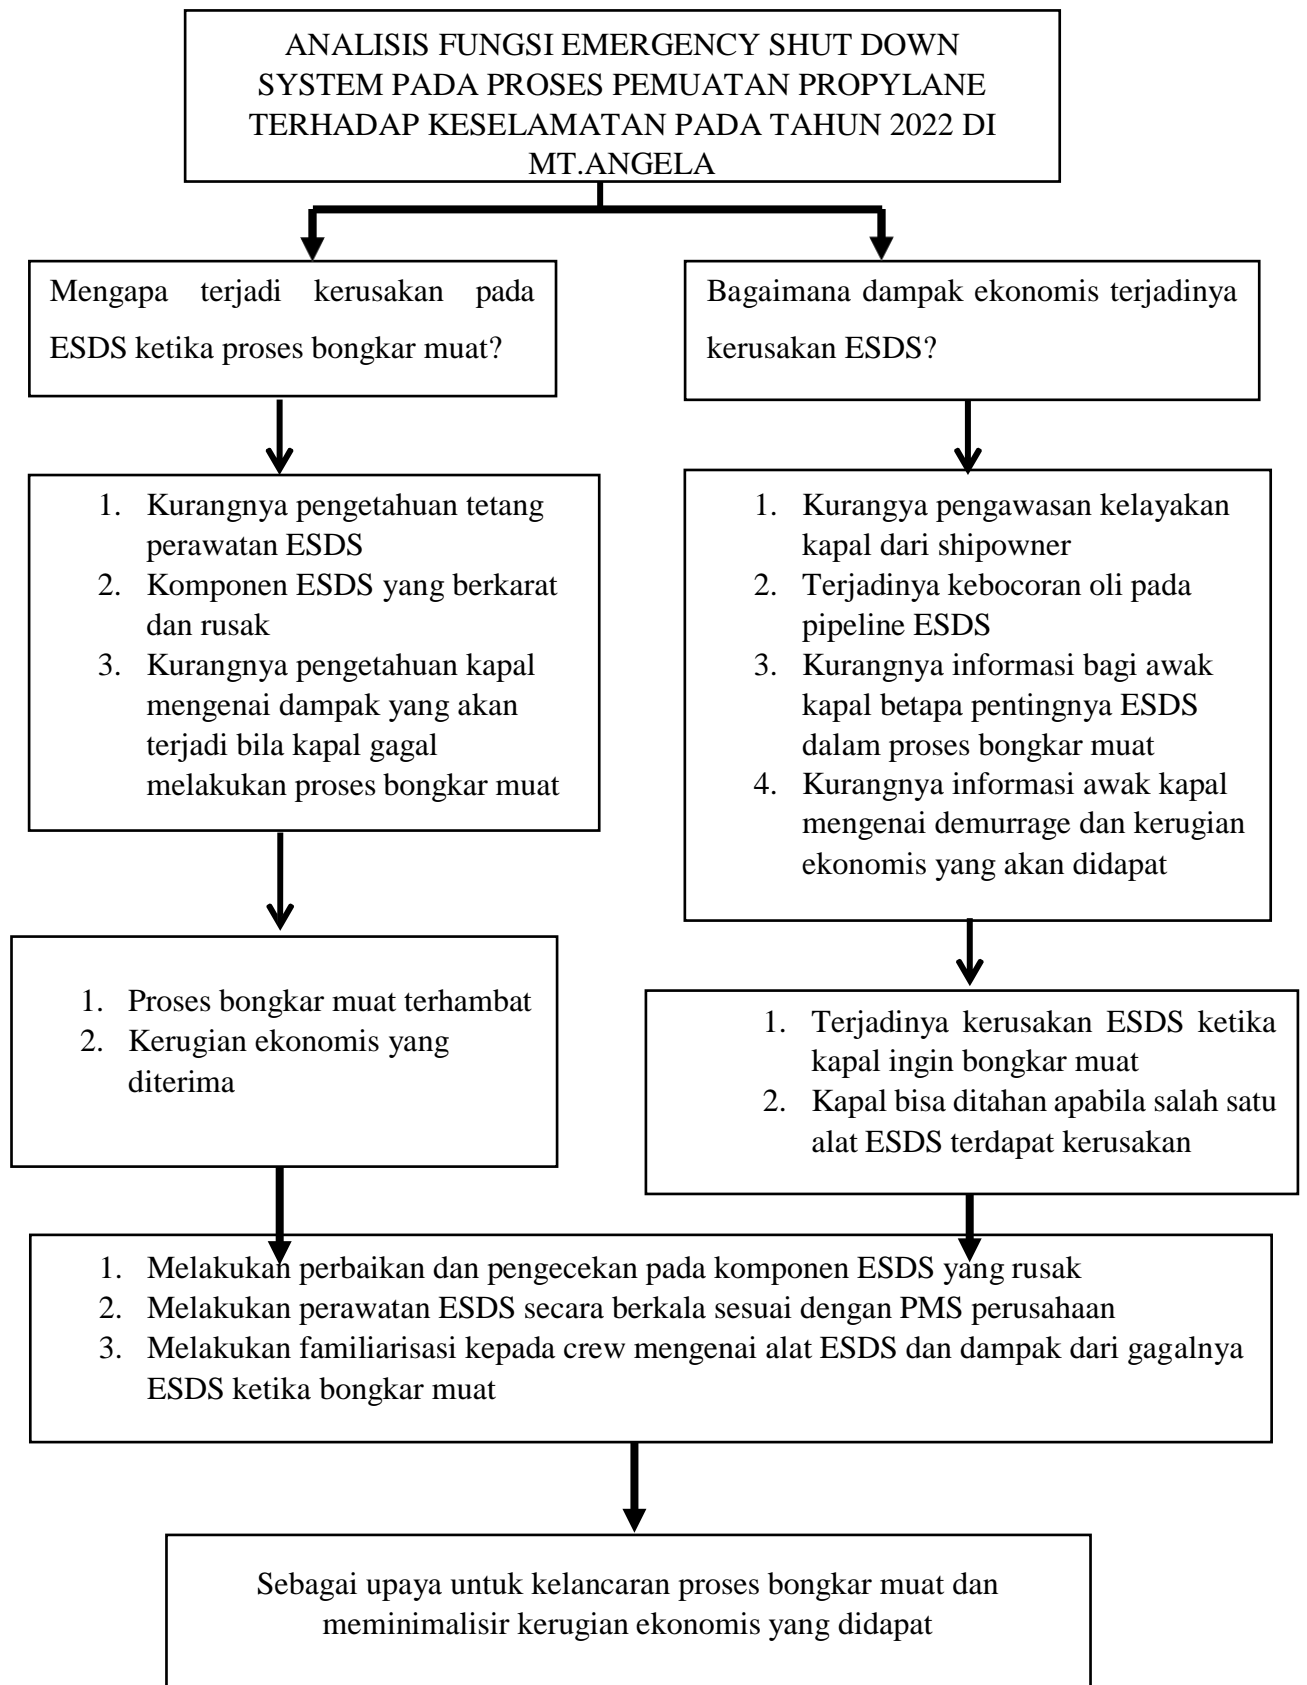 ANALISIS FUNGSI EMERGENCY SHUT DOWN
SYSTEM PADA PROSES PEMUATAN PROPYLANE
TERHADAP KESELAMATAN PADA TAHUN 2022 DI
MT.ANGELA
Mengapa terjadi kerusakan pada
ESDS ketika proses bongkar muat?
Bagaimana dampak ekonomis terjadinya
kerusakan ESDS?
1. Kurangnya pengetahuan tetang
perawatan ESDS
2. Komponen ESDS yang berkarat
dan rusak
3. Kurangnya pengetahuan kapal
mengenai dampak yang akan
terjadi bila kapal gagal
melakukan proses bongkar muat
1. Kurangya pengawasan kelayakan
kapal dari shipowner
2. Terjadinya kebocoran oli pada
pipeline ESDS
3. Kurangnya informasi bagi awak
kapal betapa pentingnya ESDS
dalam proses bongkar muat
4. Kurangnya informasi awak kapal
mengenai demurrage dan kerugian
ekonomis yang akan didapat
1. Proses bongkar muat terhambat
2. Kerugian ekonomis yang
diterima
1. Terjadinya kerusakan ESDS ketika
kapal ingin bongkar muat
2. Kapal bisa ditahan apabila salah satu
alat ESDS terdapat kerusakan
1. Melakukan perbaikan dan pengecekan pada komponen ESDS yang rusak
2. Melakukan perawatan ESDS secara berkala sesuai dengan PMS perusahaan
3. Melakukan familiarisasi kepada crew mengenai alat ESDS dan dampak dari gagalnya
ESDS ketika bongkar muat
Sebagai upaya untuk kelancaran proses bongkar muat dan
meminimalisir kerugian ekonomis yang didapat